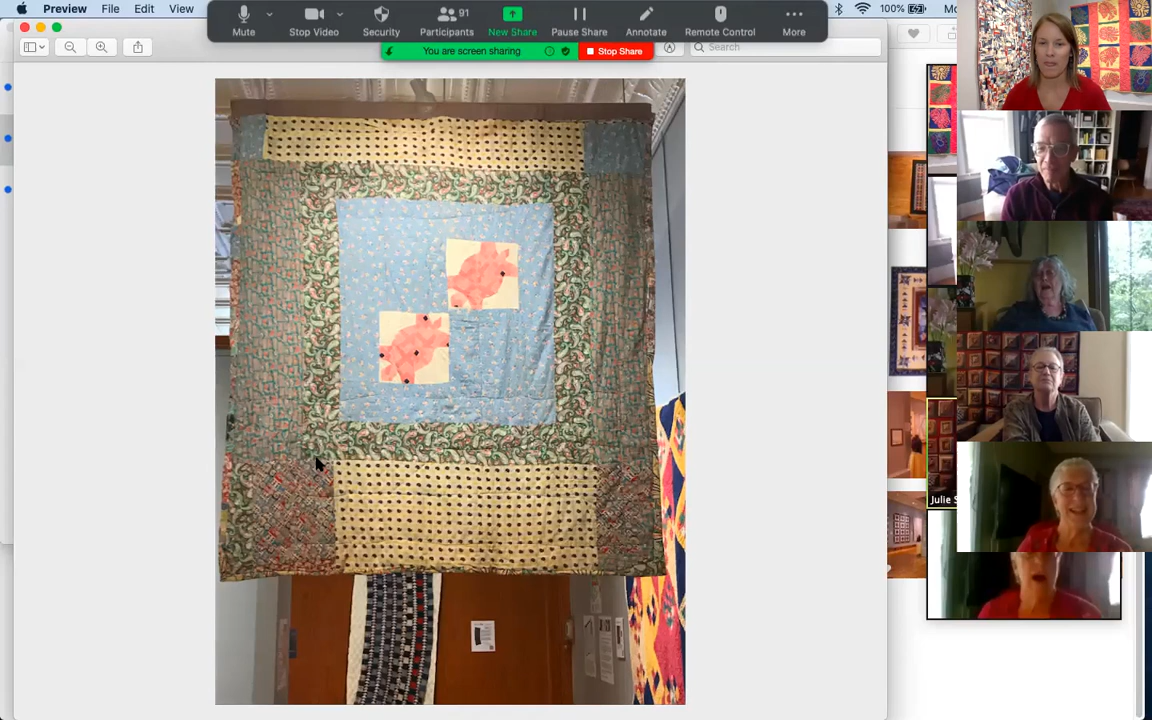 Preview File Edit View
100%
Mute Stop Video Security Participants 91 New Share Pause Share Annotate Remote Control More
You are screen sharing Stop Share
Search
Julie S